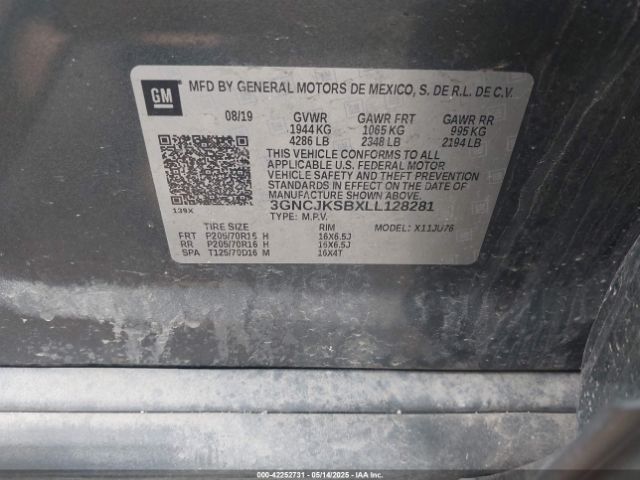 GM
MFD BY GENERAL MOTORS DE MEXICO, S. DE R.L. DE C.V.
08/19 GVWR GAWR FRT GAWR RR
1944 KG 1065 KG 995 KG
4286 LB 2348 LB 2194 LB
THIS VEHICLE CONFORMS TO ALL
APPLICABLE U.S. FEDERAL MOTOR
VEHICLE SAFETY AND THEFT PREVENTION
STANDARDS IN EFFECT ON THE DATE OF
MANUFACTURE SHOWN ABOVE.
3GNCJKSBXLL128281
139X
TYPE: M.P.V.
MODEL: X11JU76
TIRE SIZE RIM
FRT P205/70R16 H 16X6.5J
RR P205/70R16 H 16X6.5J
SPA T125/70D16 M 16X4T
000-42252731 - 05/14/2025 - COPYRIGHT IAA, LLC